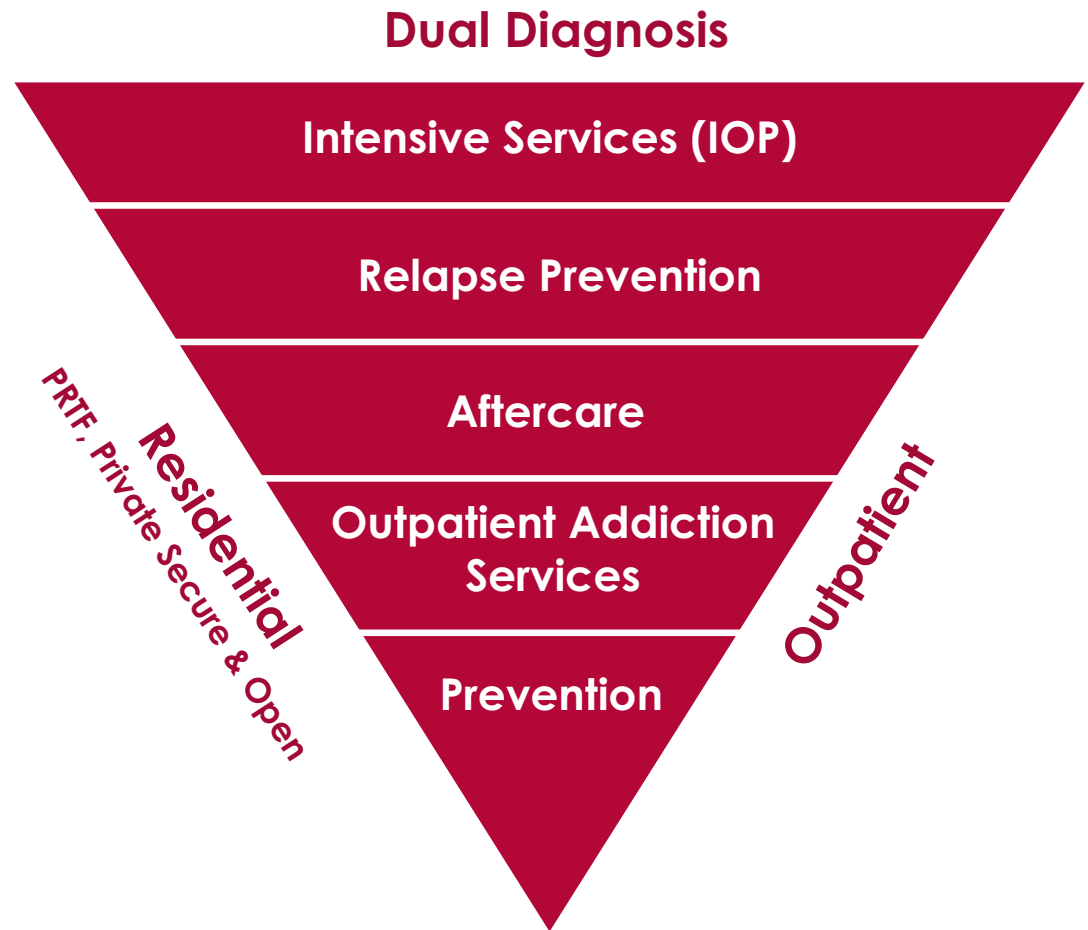 Dual Diagnosis
Intensive Services (IOP)
Relapse Prevention
Aftercare
Outpatient Addiction
Services
Prevention
Residential
PRTF, Private Secure & Open
Outpatient